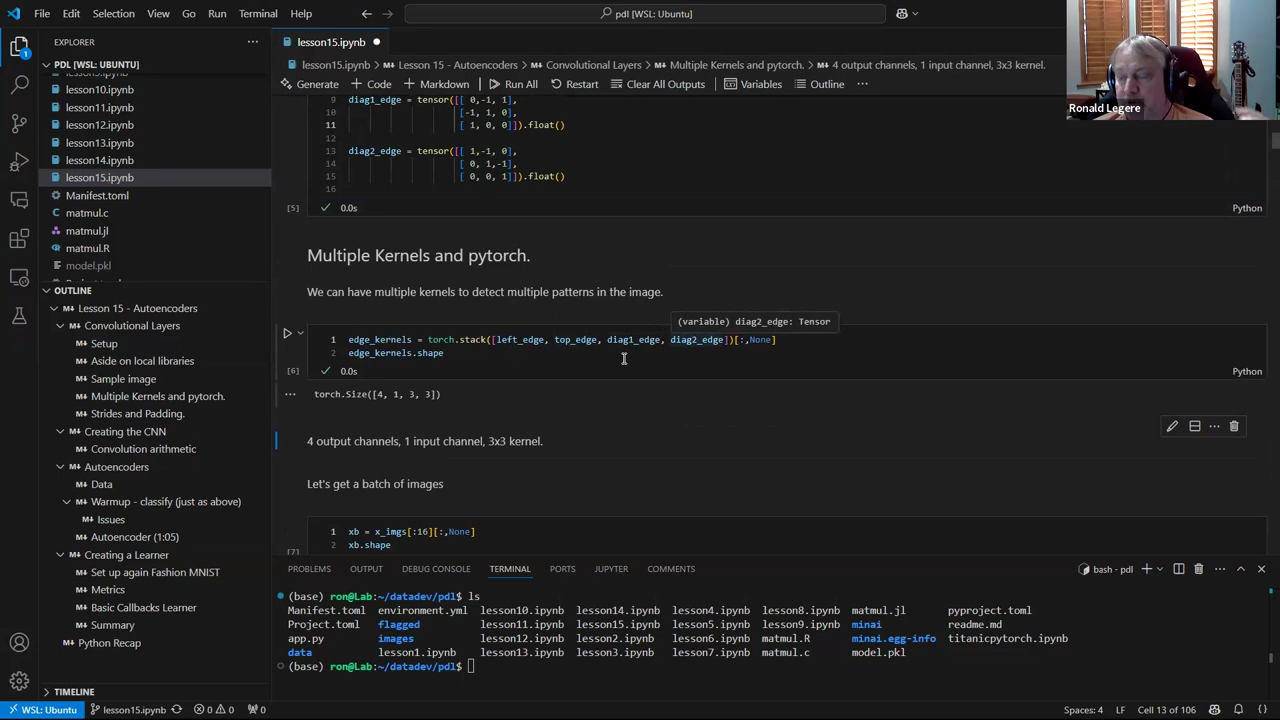 File Edit Selection View Go Run Terminal Help
pdl [WSL: Ubuntu]
EXPLORER
PDL [WSL: UBUNTU]
lesson10.ipynb
lesson11.ipynb
lesson12.ipynb
lesson13.ipynb
lesson14.ipynb
lesson15.ipynb
Manifest.toml
matmul.c
matmul.jl
matmul.R
model.pkl
OUTLINE
Lesson 15 - Autoencoders
Convolutional Layers
Setup
Aside on local libraries
Sample image
Multiple Kernels and pytorch.
Strides and Padding.
Creating the CNN
Convolution arithmetic
Autoencoders
Data
Warmup - classify (just as above)
Issues
Autoencoder (1:05)
Creating a Learner
Set up again Fashion MNIST
Metrics
Basic Callbacks Learner
Summary
Python Recap
TIMELINE
lesson15.ipynb
lesson15.ipynb > Lesson 15 - Autoencoders > Convolutional Layers > Multiple Kernels and pytorch. > 4 output channels, 1 input channel, 3x3 kernel.
Generate + Code + Markdown Run All Restart Clear All Outputs Variables Outline ...
Ronald Legere
9 diag1_edge = tensor([[ 0,-1, 1],
10 [-1, 1, 0],
11 [ 1, 0, 0]]).float()
12
13 diag2_edge = tensor([[ 1,-1, 0],
14 [ 0, 1,-1],
15 [ 0, 0, 1]]).float()
16
[5] 0.0s Python
Multiple Kernels and pytorch.
We can have multiple kernels to detect multiple patterns in the image.
(variable) diag2_edge: Tensor
1 edge_kernels = torch.stack([left_edge, top_edge, diag1_edge, diag2_edge])[:,None]
2 edge_kernels.shape
[6] 0.0s Python
torch.Size([4, 1, 3, 3])
4 output channels, 1 input channel, 3x3 kernel.
Let's get a batch of images
1 xb = x_imgs[:16][:,None]
2 xb.shape
[7]
PROBLEMS OUTPUT DEBUG CONSOLE TERMINAL PORTS JUPYTER COMMENTS
bash - pdl
(base) ron@Lab:~/datadev/pdl$ ls
Manifest.toml environment.yml lesson10.ipynb lesson14.ipynb lesson4.ipynb lesson8.ipynb matmul.jl pyproject.toml
Project.toml flagged lesson11.ipynb lesson15.ipynb lesson5.ipynb lesson9.ipynb minai readme.md
app.py images lesson12.ipynb lesson2.ipynb lesson6.ipynb matmul.R minai.egg-info titanicpytorch.ipynb
data lesson1.ipynb lesson13.ipynb lesson3.ipynb lesson7.ipynb matmul.c model.pkl
(base) ron@Lab:~/datadev/pdl$
WSL: Ubuntu lesson15.ipynb 0 0 0 Spaces: 4 LF Cell 13 of 106